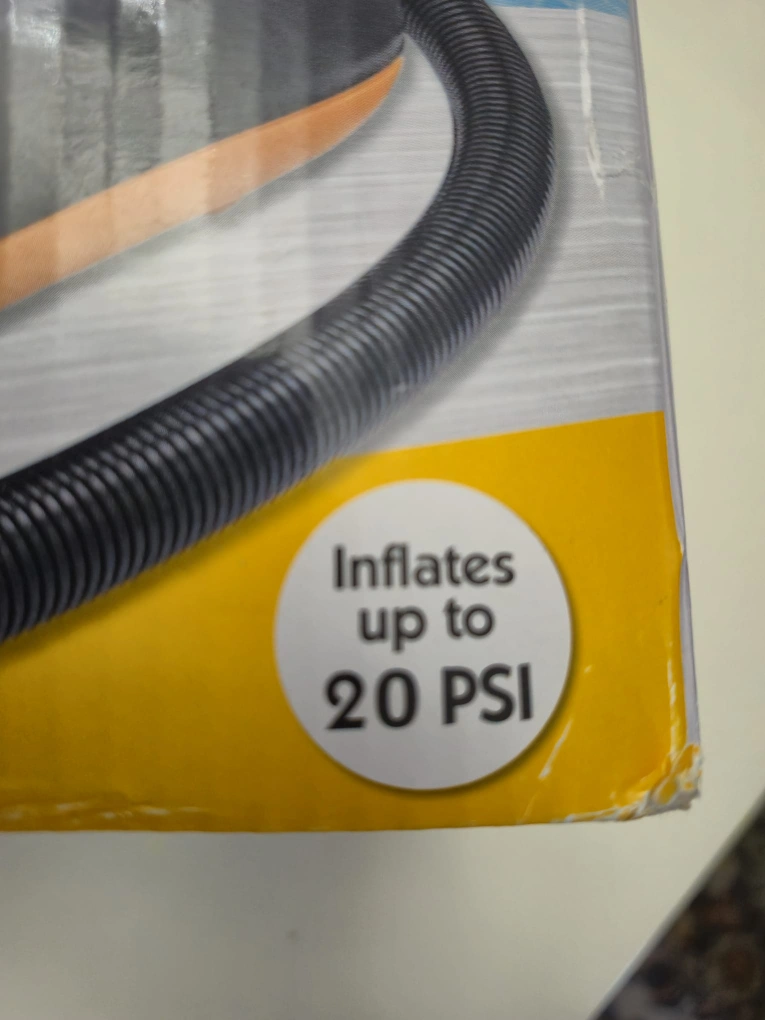 Inflates
up to
20 PSI